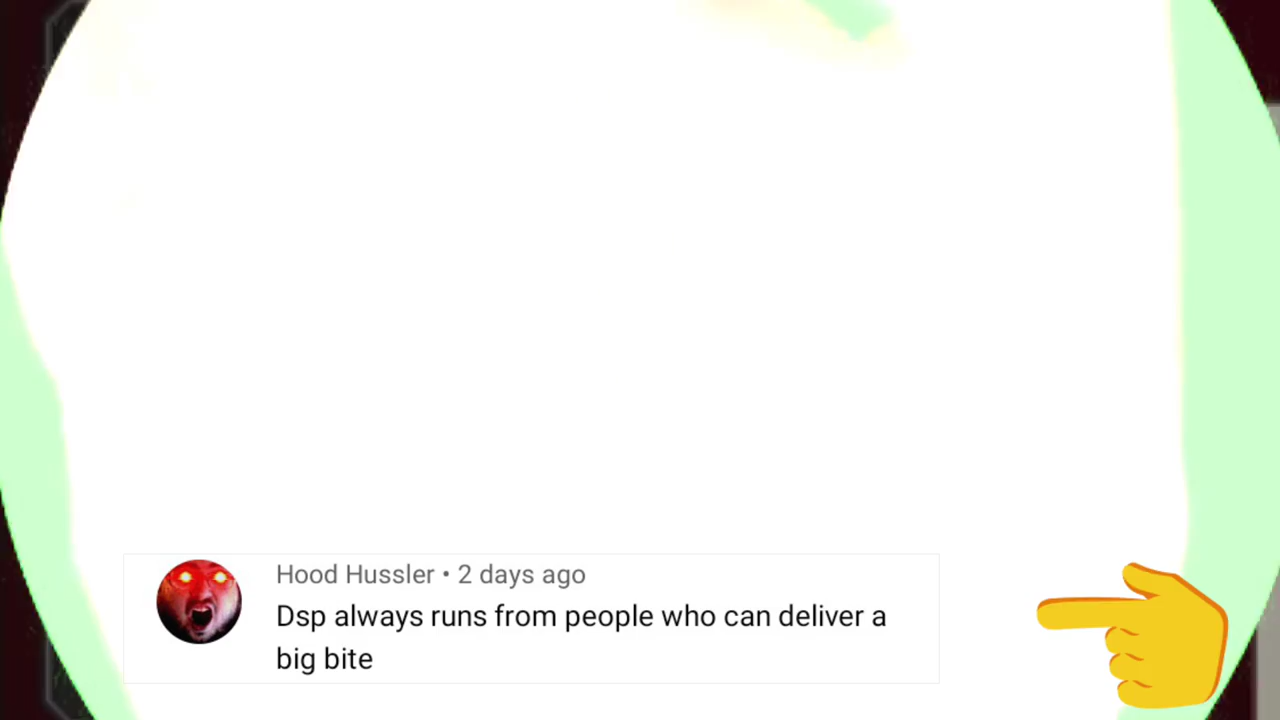 Hood Hussler • 2 days ago
Dsp always runs from people who can deliver a
big bite